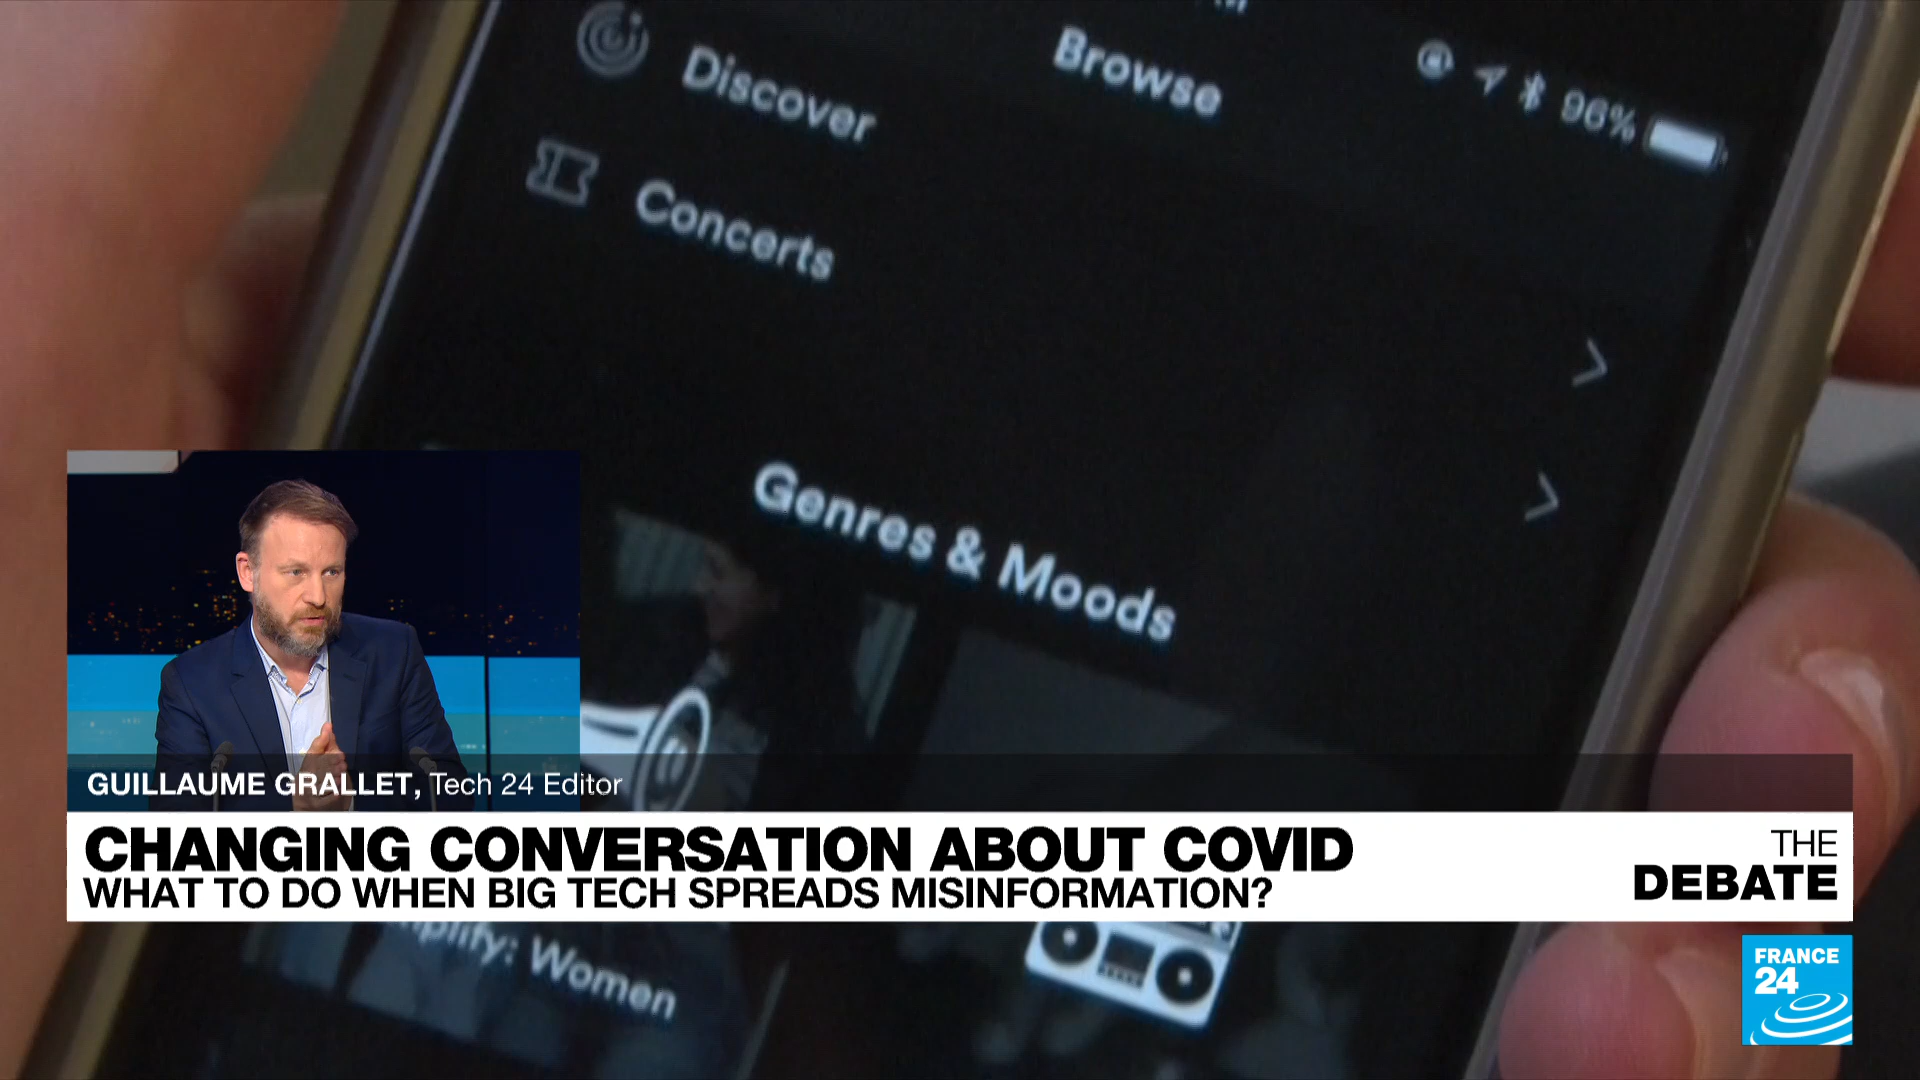 Browse
96%
Discover
Concerts
Genres & Moods
GUILLAUME GRALLET, Tech 24 Editor
CHANGING CONVERSATION ABOUT COVID
WHAT TO DO WHEN BIG TECH SPREADS MISINFORMATION?
THE
DEBATE
Women
FRANCE
24